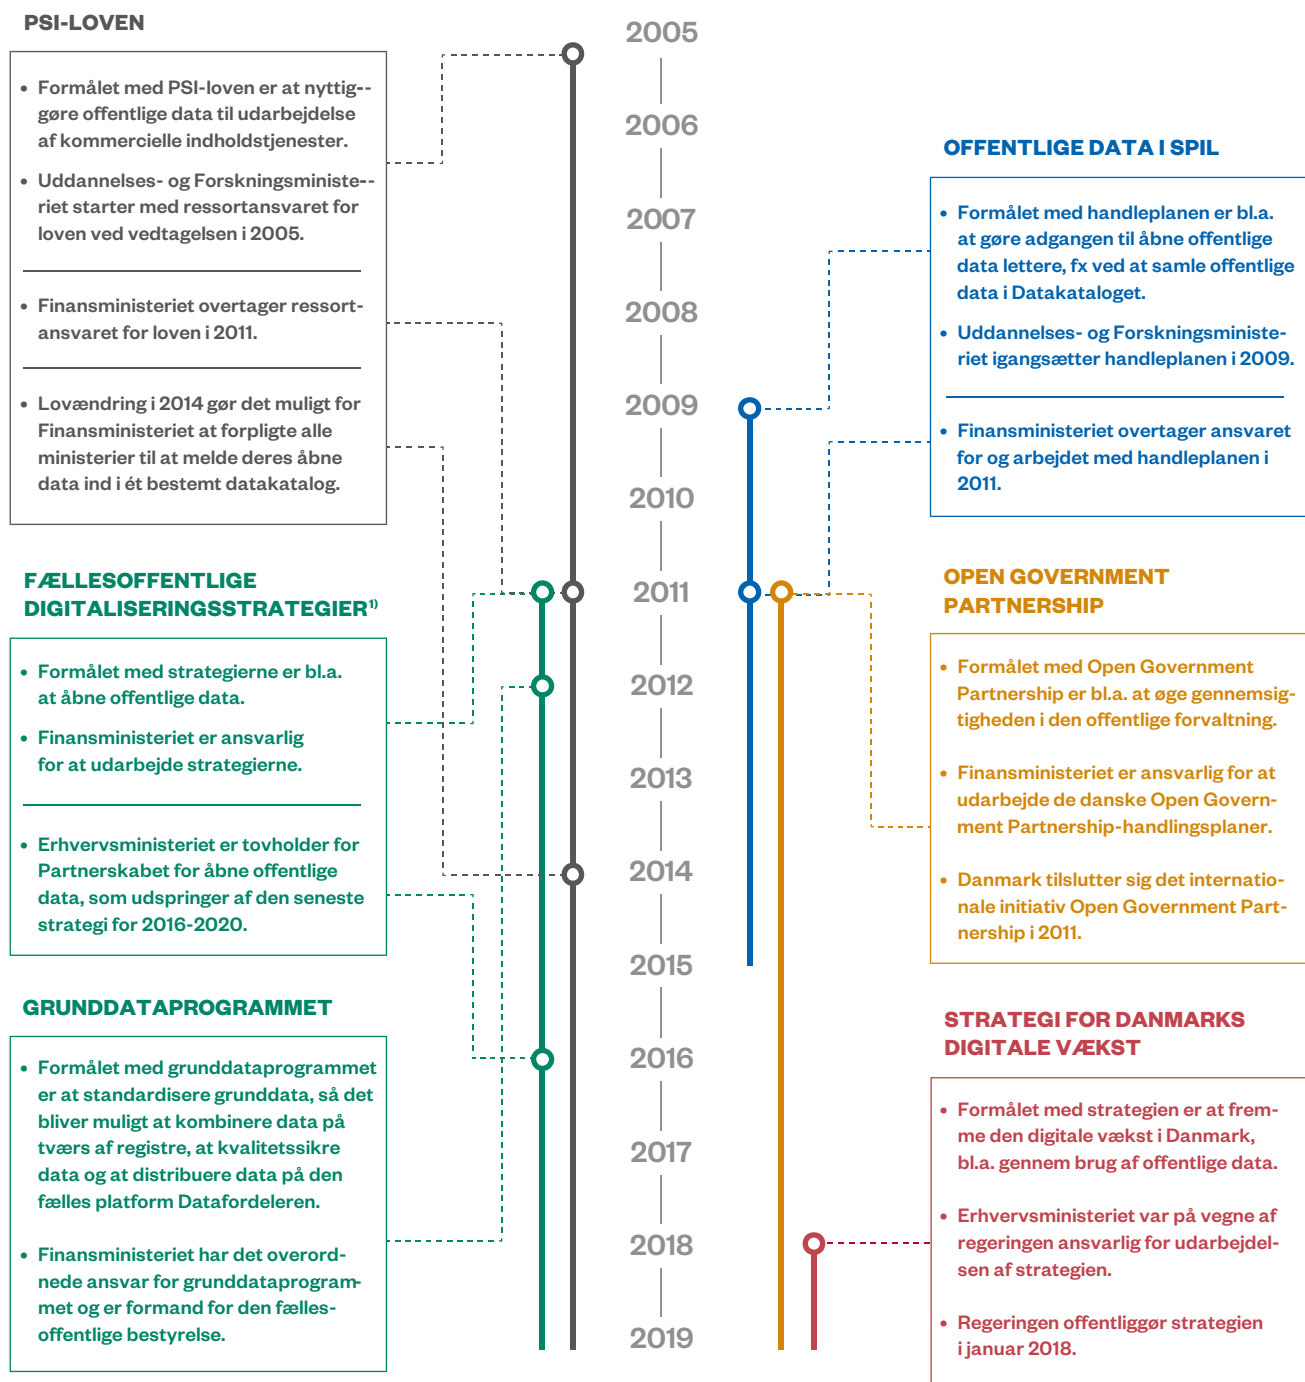 PSI-LOVEN
• Formålet med PSI-loven er at nyttig--
gøre offentlige data til udarbejdelse
af kommercielle indholdstjenester.
• Uddannelses- og Forskningsministe--
riet starter med ressortansvaret for
loven ved vedtagelsen i 2005.
• Finansministeriet overtager ressort-
ansvaret for loven i 2011.
• Lovændring i 2014 gør det muligt for
Finansministeriet at forpligte alle
ministerier til at melde deres åbne
data ind i ét bestemt datakatalog.
FÆLLESOFFENTLIGE
DIGITALISERINGSSTRATEGIER¹⁾
• Formålet med strategierne er bl.a.
at åbne offentlige data.
• Finansministeriet er ansvarlig
for at udarbejde strategierne.
• Erhvervsministeriet er tovholder for
Partnerskabet for åbne offentlige
data, som udspringer af den seneste
strategi for 2016-2020.
GRUNDDATAPROGRAMMET
• Formålet med grunddataprogrammet
er at standardisere grunddata, så det
bliver muligt at kombinere data på
tværs af registre, at kvalitetssikre
data og at distribuere data på den
fælles platform Datafordeleren.
• Finansministeriet har det overord-
nede ansvar for grunddataprogram-
met og er formand for den fælles-
offentlige bestyrelse.
2005
2006
2007
2008
2009
2010
2011
2012
2013
2014
2015
2016
2017
2018
2019
OFFENTLIGE DATA I SPIL
• Formålet med handleplanen er bl.a.
at gøre adgangen til åbne offentlige
data lettere, fx ved at samle offentlige
data i Datakataloget.
• Uddannelses- og Forskningsministe-
riet igangsætter handleplanen i 2009.
• Finansministeriet overtager ansvaret
for og arbejdet med handleplanen i
2011.
OPEN GOVERNMENT
PARTNERSHIP
• Formålet med Open Government
Partnership er bl.a. at øge gennemsig-
tigheden i den offentlige forvaltning.
• Finansministeriet er ansvarlig for at
udarbejde de danske Open Govern-
ment Partnership-handlingsplaner.
• Danmark tilslutter sig det internatio-
nale initiativ Open Government Part-
nership i 2011.
STRATEGI FOR DANMARKS
DIGITALE VÆKST
• Formålet med strategien er at frem-
me den digitale vækst i Danmark,
bl.a. gennem brug af offentlige data.
• Erhvervsministeriet var på vegne af
regeringen ansvarlig for udarbejdel-
sen af strategien.
• Regeringen offentliggør strategien
i januar 2018.